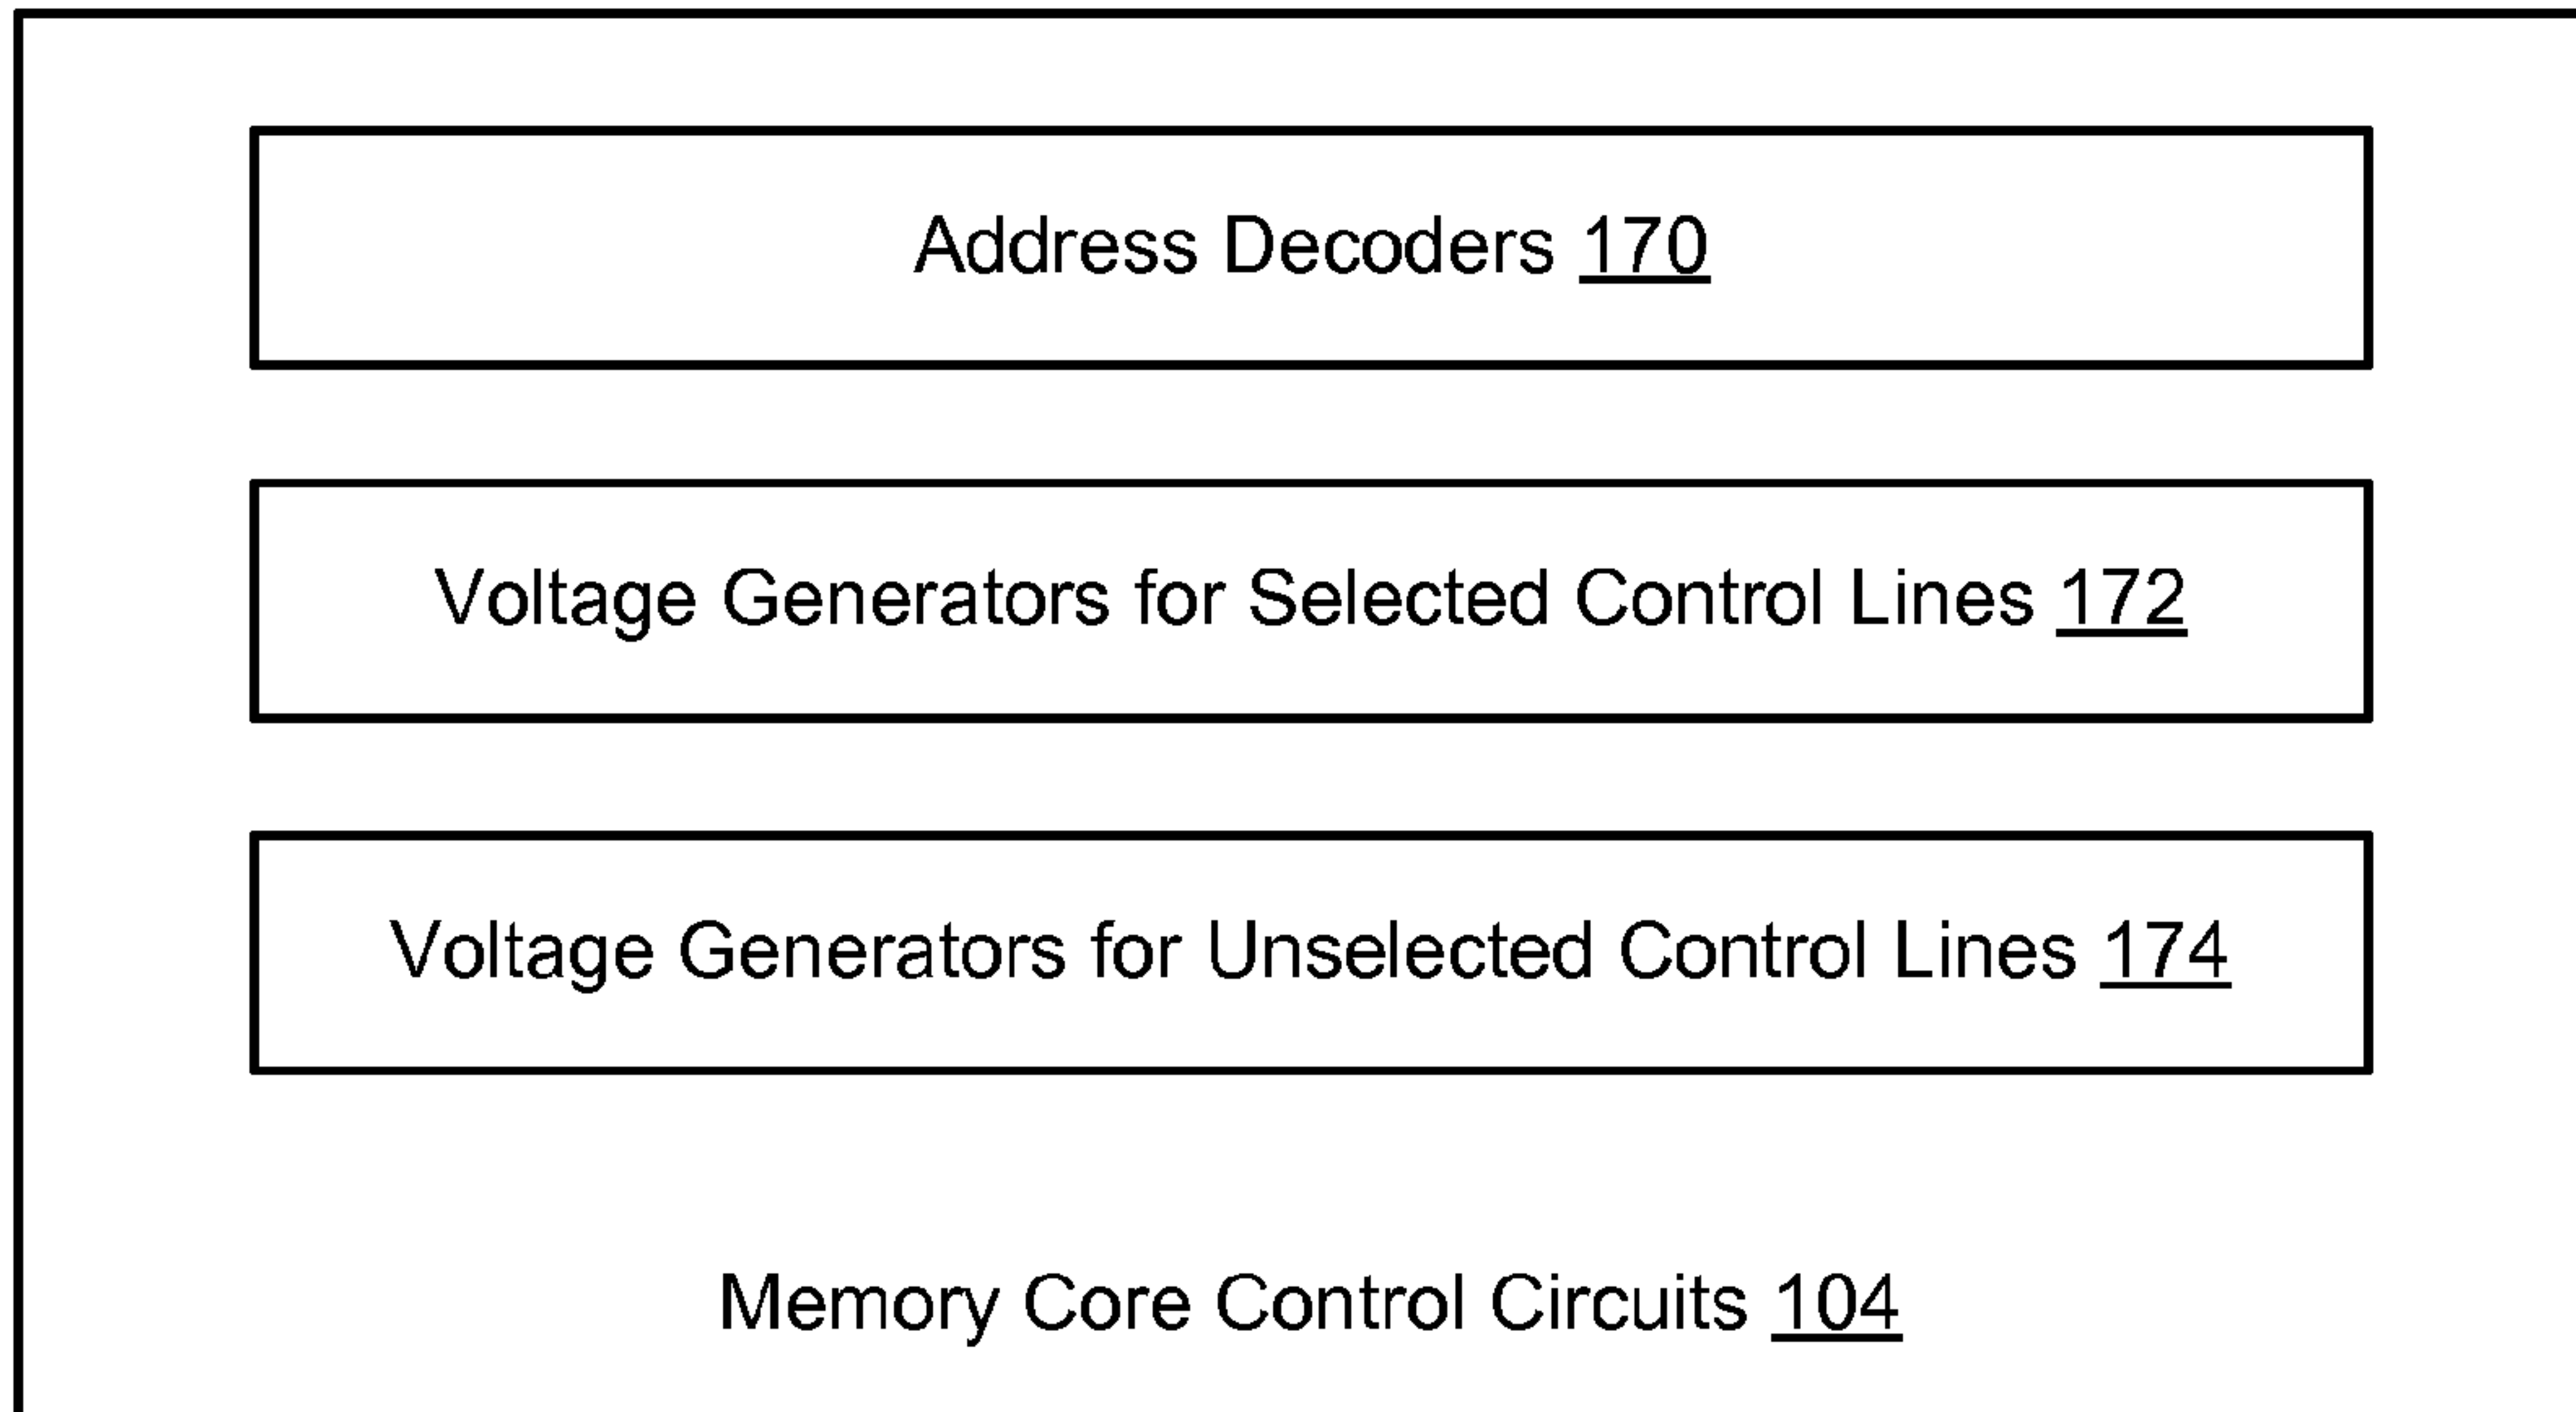 Address Decoders 170
Voltage Generators for Selected Control Lines 172
Voltage Generators for Unselected Control Lines 174
Memory Core Control Circuits 104